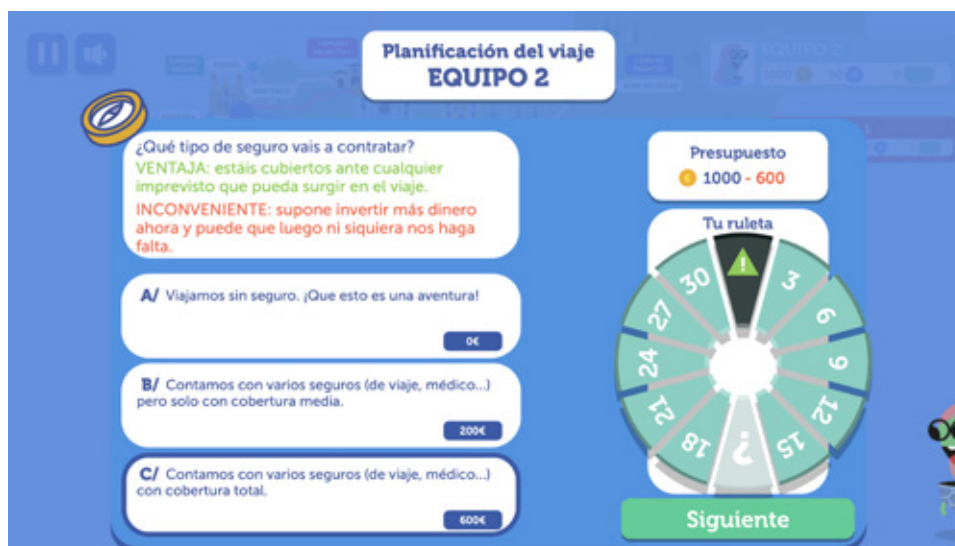 Planificación del viaje
EQUIPO 2
EQUIPO 2
¿Qué tipo de seguro vais a contratar?
VENTAJA: estáis cubiertos ante cualquier
imprevisto que pueda surgir en el viaje.
INCONVENIENTE: supone invertir más dinero
ahora y puede que luego ni siquiera nos haga
falta.
A/ Viajamos sin seguro. ¡Que esto es una aventura!
0€
B/ Contamos con varios seguros (de viaje, médico...)
pero solo con cobertura media.
200€
C/ Contamos con varios seguros (de viaje, médico...)
con cobertura total.
600€
Presupuesto
€ 1000 - 600
Tu ruleta
!
3
6
9
12
15
?
18
21
24
27
30
Siguiente